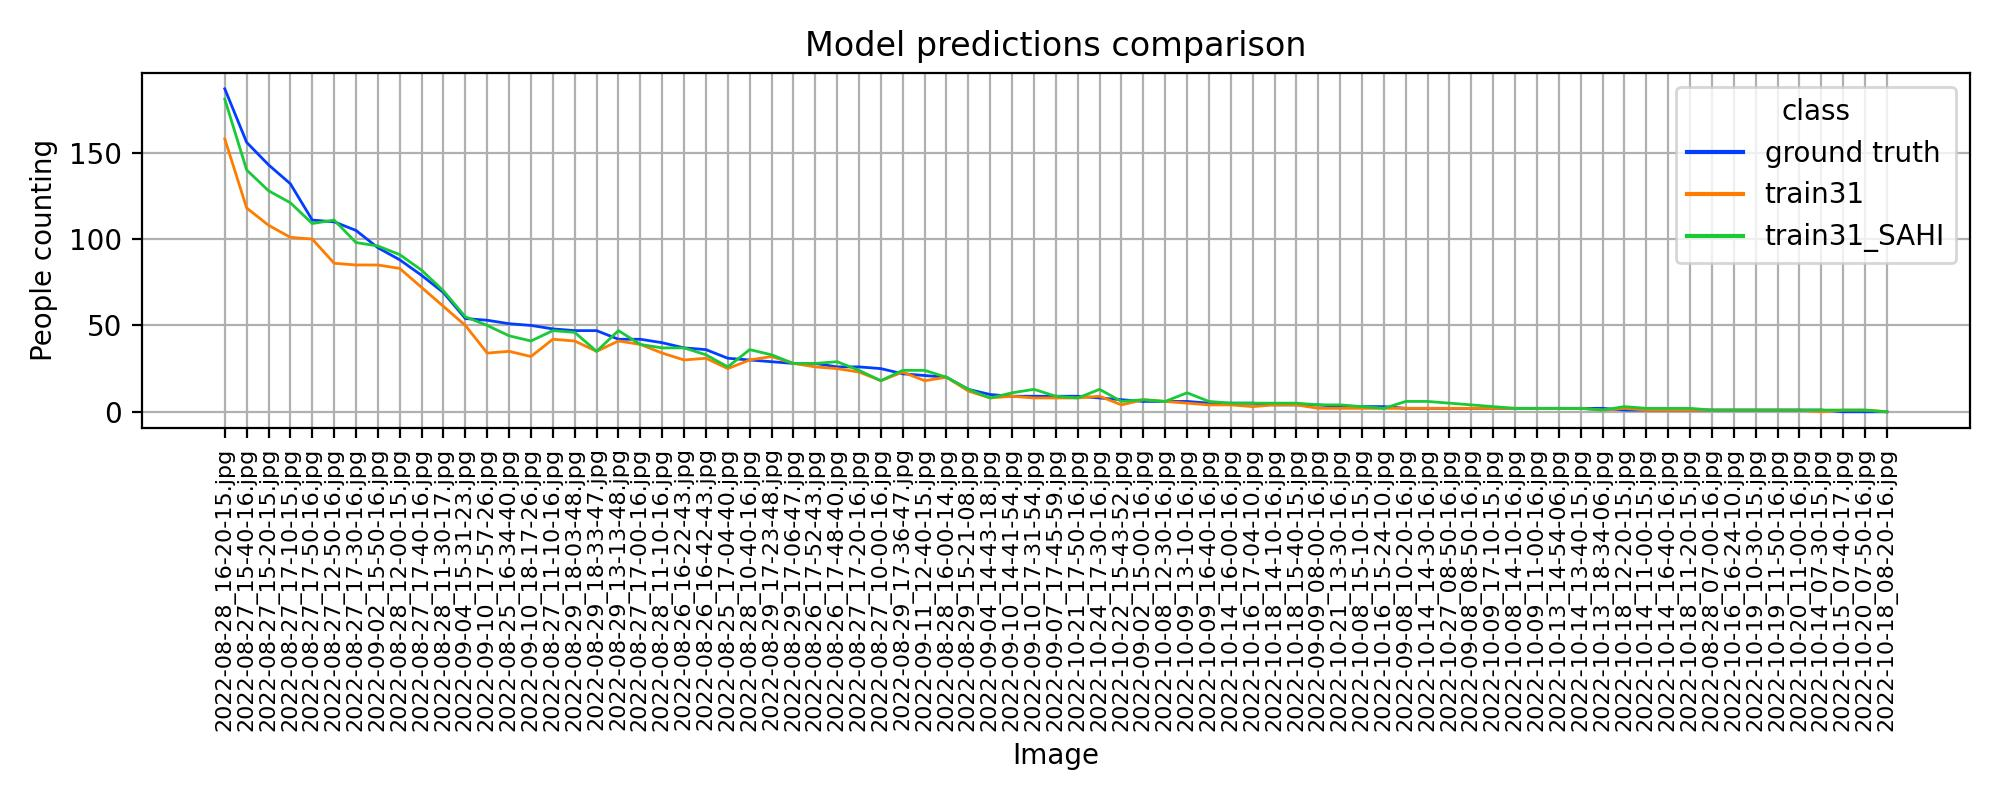 Model predictions comparison
People counting
150
100
50
0
class
ground truth
train31
train31_SAHI
2022-08-28_16-20-15.jpg
2022-08-27_15-40-16.jpg
2022-08-27_15-20-15.jpg
2022-08-27_17-10-15.jpg
2022-08-27_17-50-16.jpg
2022-08-27_12-50-16.jpg
2022-08-27_17-30-16.jpg
2022-09-02_15-50-16.jpg
2022-08-28_12-00-15.jpg
2022-08-27_17-40-16.jpg
2022-08-28_11-30-17.jpg
2022-09-04_15-31-23.jpg
2022-09-10_17-57-26.jpg
2022-08-25_16-34-40.jpg
2022-09-10_18-17-26.jpg
2022-08-27_11-10-16.jpg
2022-08-29_18-03-48.jpg
2022-08-29_18-33-47.jpg
2022-08-29_13-13-48.jpg
2022-08-27_17-00-16.jpg
2022-08-28_11-10-16.jpg
2022-08-26_16-22-43.jpg
2022-08-26_16-42-43.jpg
2022-08-25_17-04-40.jpg
2022-08-28_10-40-16.jpg
2022-08-29_17-23-48.jpg
2022-08-29_17-06-47.jpg
2022-08-26_17-52-43.jpg
2022-08-26_17-48-40.jpg
2022-08-27_17-20-16.jpg
2022-08-27_10-00-16.jpg
2022-08-29_17-36-47.jpg
2022-09-11_12-40-15.jpg
2022-08-28_16-00-14.jpg
2022-08-29_15-21-08.jpg
2022-09-04_14-43-18.jpg
2022-09-10_14-41-54.jpg
2022-09-10_17-31-54.jpg
2022-09-07_17-45-59.jpg
2022-10-21_17-50-16.jpg
2022-10-24_17-30-16.jpg
2022-10-22_15-43-52.jpg
2022-09-02_15-00-16.jpg
2022-10-08_12-30-16.jpg
2022-10-09_13-10-16.jpg
2022-10-09_16-40-16.jpg
2022-10-14_16-00-16.jpg
2022-10-16_17-04-10.jpg
2022-10-18_14-10-16.jpg
2022-10-18_15-40-15.jpg
2022-09-09_08-00-16.jpg
2022-10-21_13-10-16.jpg
2022-10-08_15-10-15.jpg
2022-10-16_15-24-10.jpg
2022-09-08_10-20-16.jpg
2022-10-14_14-30-16.jpg
2022-10-27_08-50-16.jpg
2022-09-08_08-50-16.jpg
2022-10-09_17-10-15.jpg
2022-10-08_14-10-16.jpg
2022-10-09_11-00-16.jpg
2022-10-13_14-54-06.jpg
2022-10-14_13-40-15.jpg
2022-10-13_18-34-06.jpg
2022-10-18_12-20-15.jpg
2022-10-14_11-00-15.jpg
2022-10-14_16-40-16.jpg
2022-10-18_11-20-15.jpg
2022-08-28_07-00-16.jpg
2022-10-16_16-24-10.jpg
2022-10-19_10-30-15.jpg
2022-10-19_11-50-16.jpg
2022-10-20_11-00-16.jpg
2022-10-14_07-30-15.jpg
2022-10-15_07-40-17.jpg
2022-10-20_07-50-16.jpg
2022-10-18_08-20-16.jpg
Image